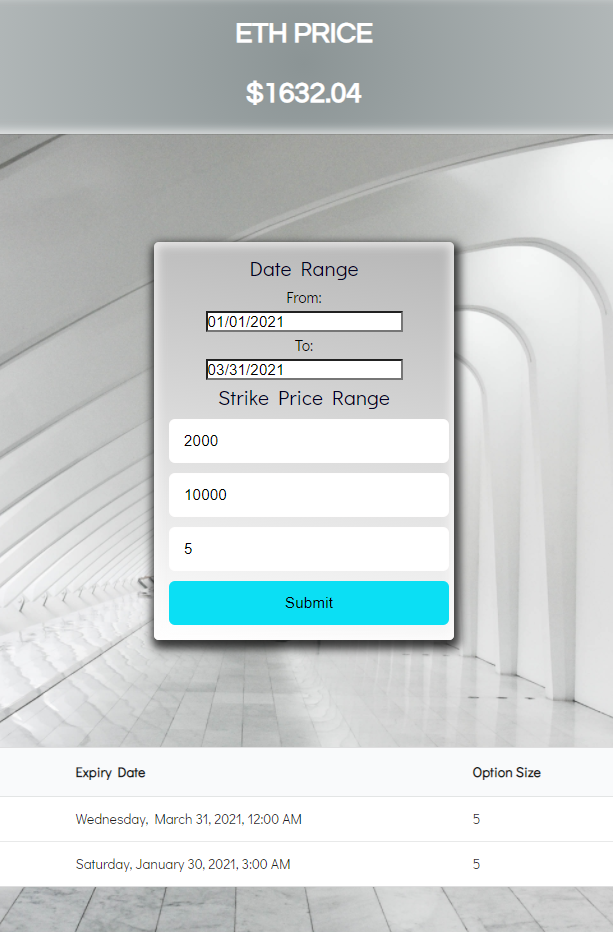 ETH PRICE
$1632.04
Date Range
From:
01/01/2021
To:
03/31/2021
Strike Price Range
2000
10000
5
Submit
Expiry Date Option Size
Wednesday, March 31, 2021, 12:00 AM 5
Saturday, January 30, 2021, 3:00 AM 5